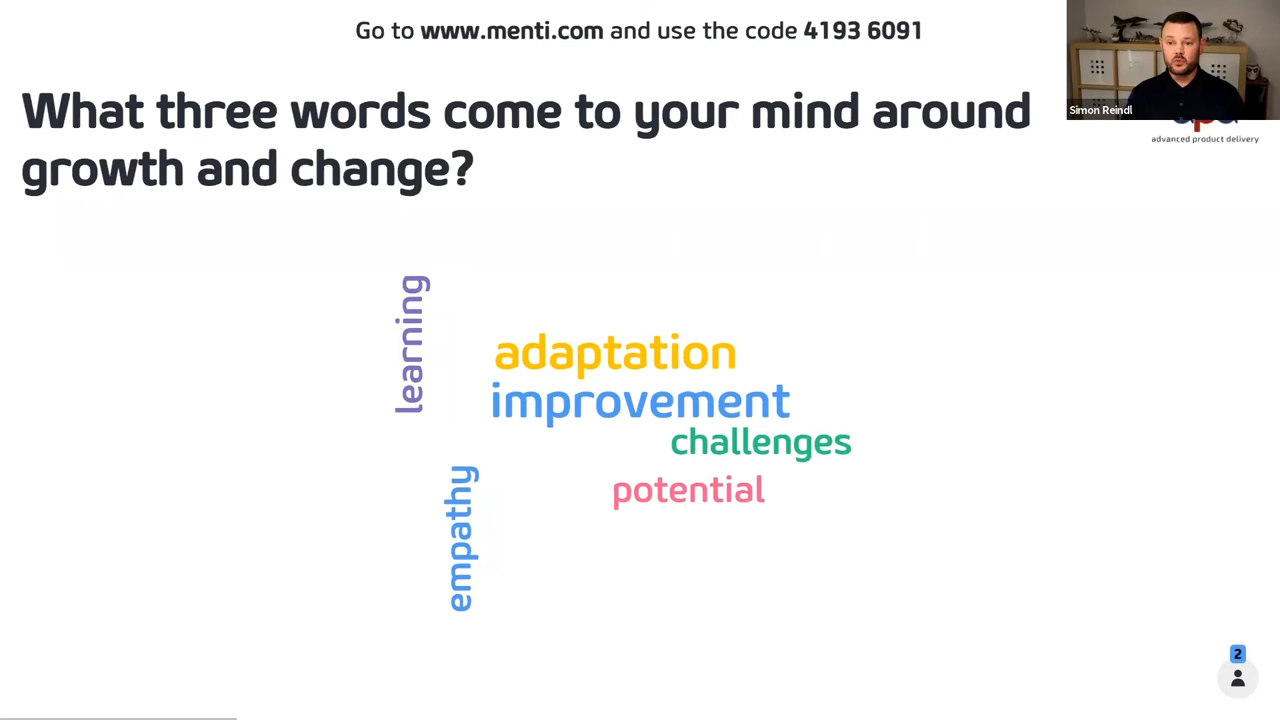 Go to www.menti.com and use the code 4193 6091
Simon Reindl
What three words come to your mind around
growth and change?
advanced product delivery
learning
adaptation
improvement
challenges
potential
empathy
2